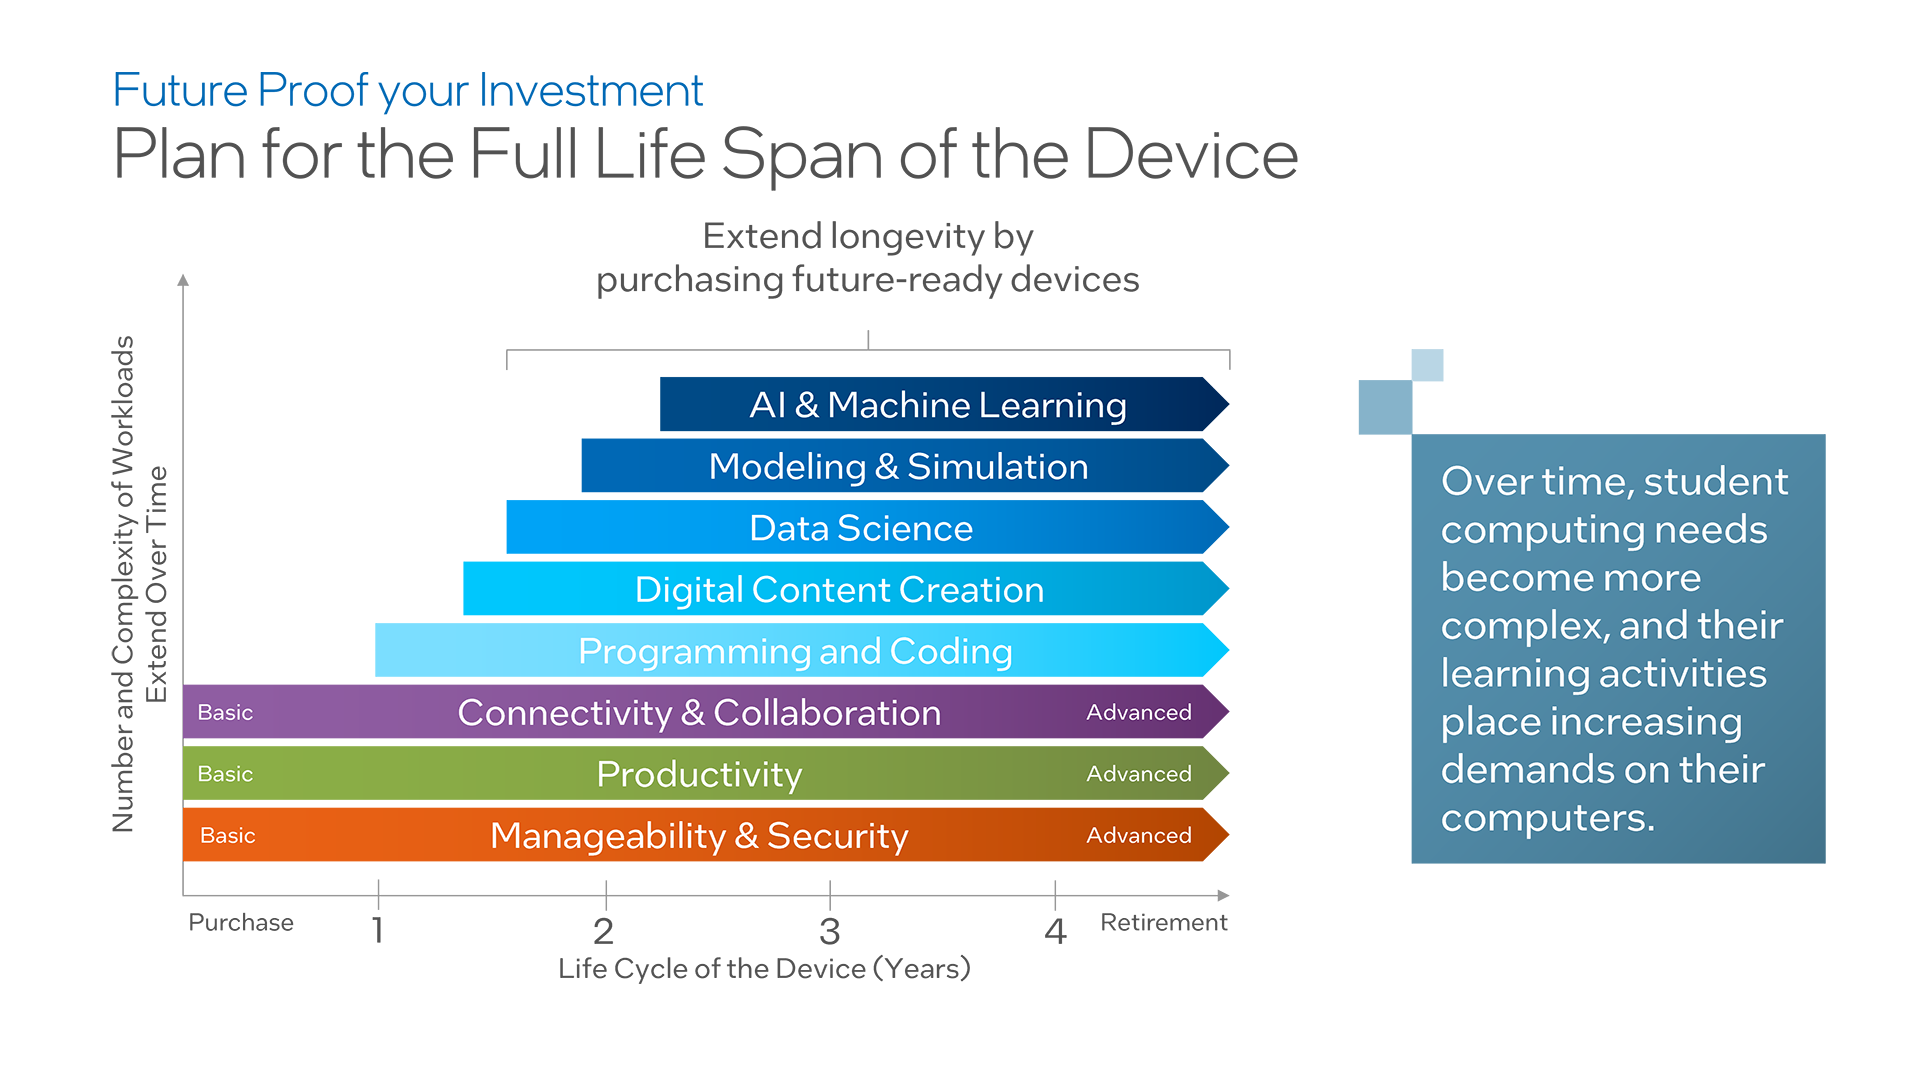 Future Proof your Investment
Plan for the Full Life Span of the Device
Extend longevity by
purchasing future-ready devices
Number and Complexity of Workloads
Extend Over Time
AI & Machine Learning
Modeling & Simulation
Data Science
Digital Content Creation
Programming and Coding
Basic Connectivity & Collaboration Advanced
Basic Productivity Advanced
Basic Manageability & Security Advanced
Purchase 1 2 3 4 Retirement
Life Cycle of the Device (Years)
Over time, student
computing needs
become more
complex, and their
learning activities
place increasing
demands on their
computers.